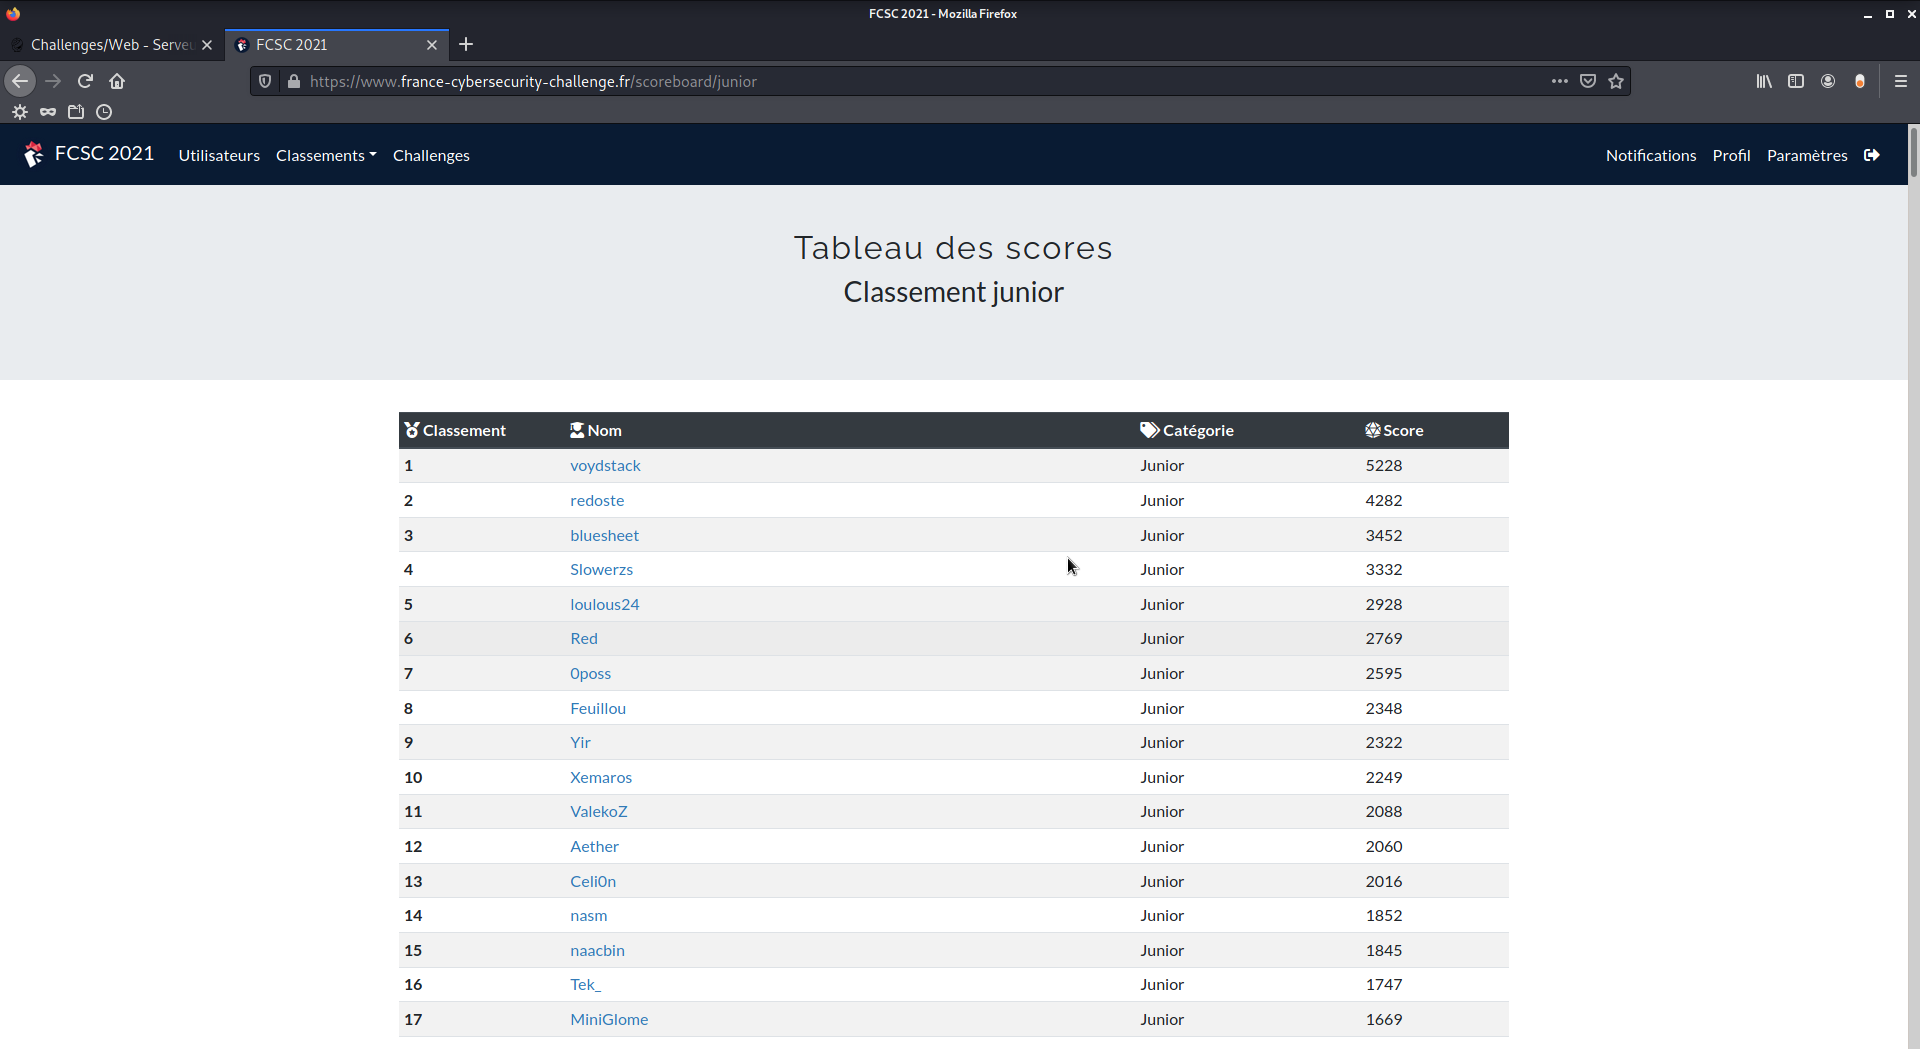 FCSC 2021 - Mozilla Firefox
Challenges/Web - Serveu
FCSC 2021
https://www.france-cybersecurity-challenge.fr/scoreboard/junior
FCSC 2021 Utilisateurs Classements Challenges Notifications Profil Paramètres
Tableau des scores
Classement junior
Classement Nom Catégorie Score
1 voydstack Junior 5228
2 redoste Junior 4282
3 bluesheet Junior 3452
4 Slowerzs Junior 3332
5 loulous24 Junior 2928
6 Red Junior 2769
7 0poss Junior 2595
8 Feuillou Junior 2348
9 Yir Junior 2322
10 Xemaros Junior 2249
11 ValekoZ Junior 2088
12 Aether Junior 2060
13 Celi0n Junior 2016
14 nasm Junior 1852
15 naacbin Junior 1845
16 Tek_ Junior 1747
17 MiniGlome Junior 1669